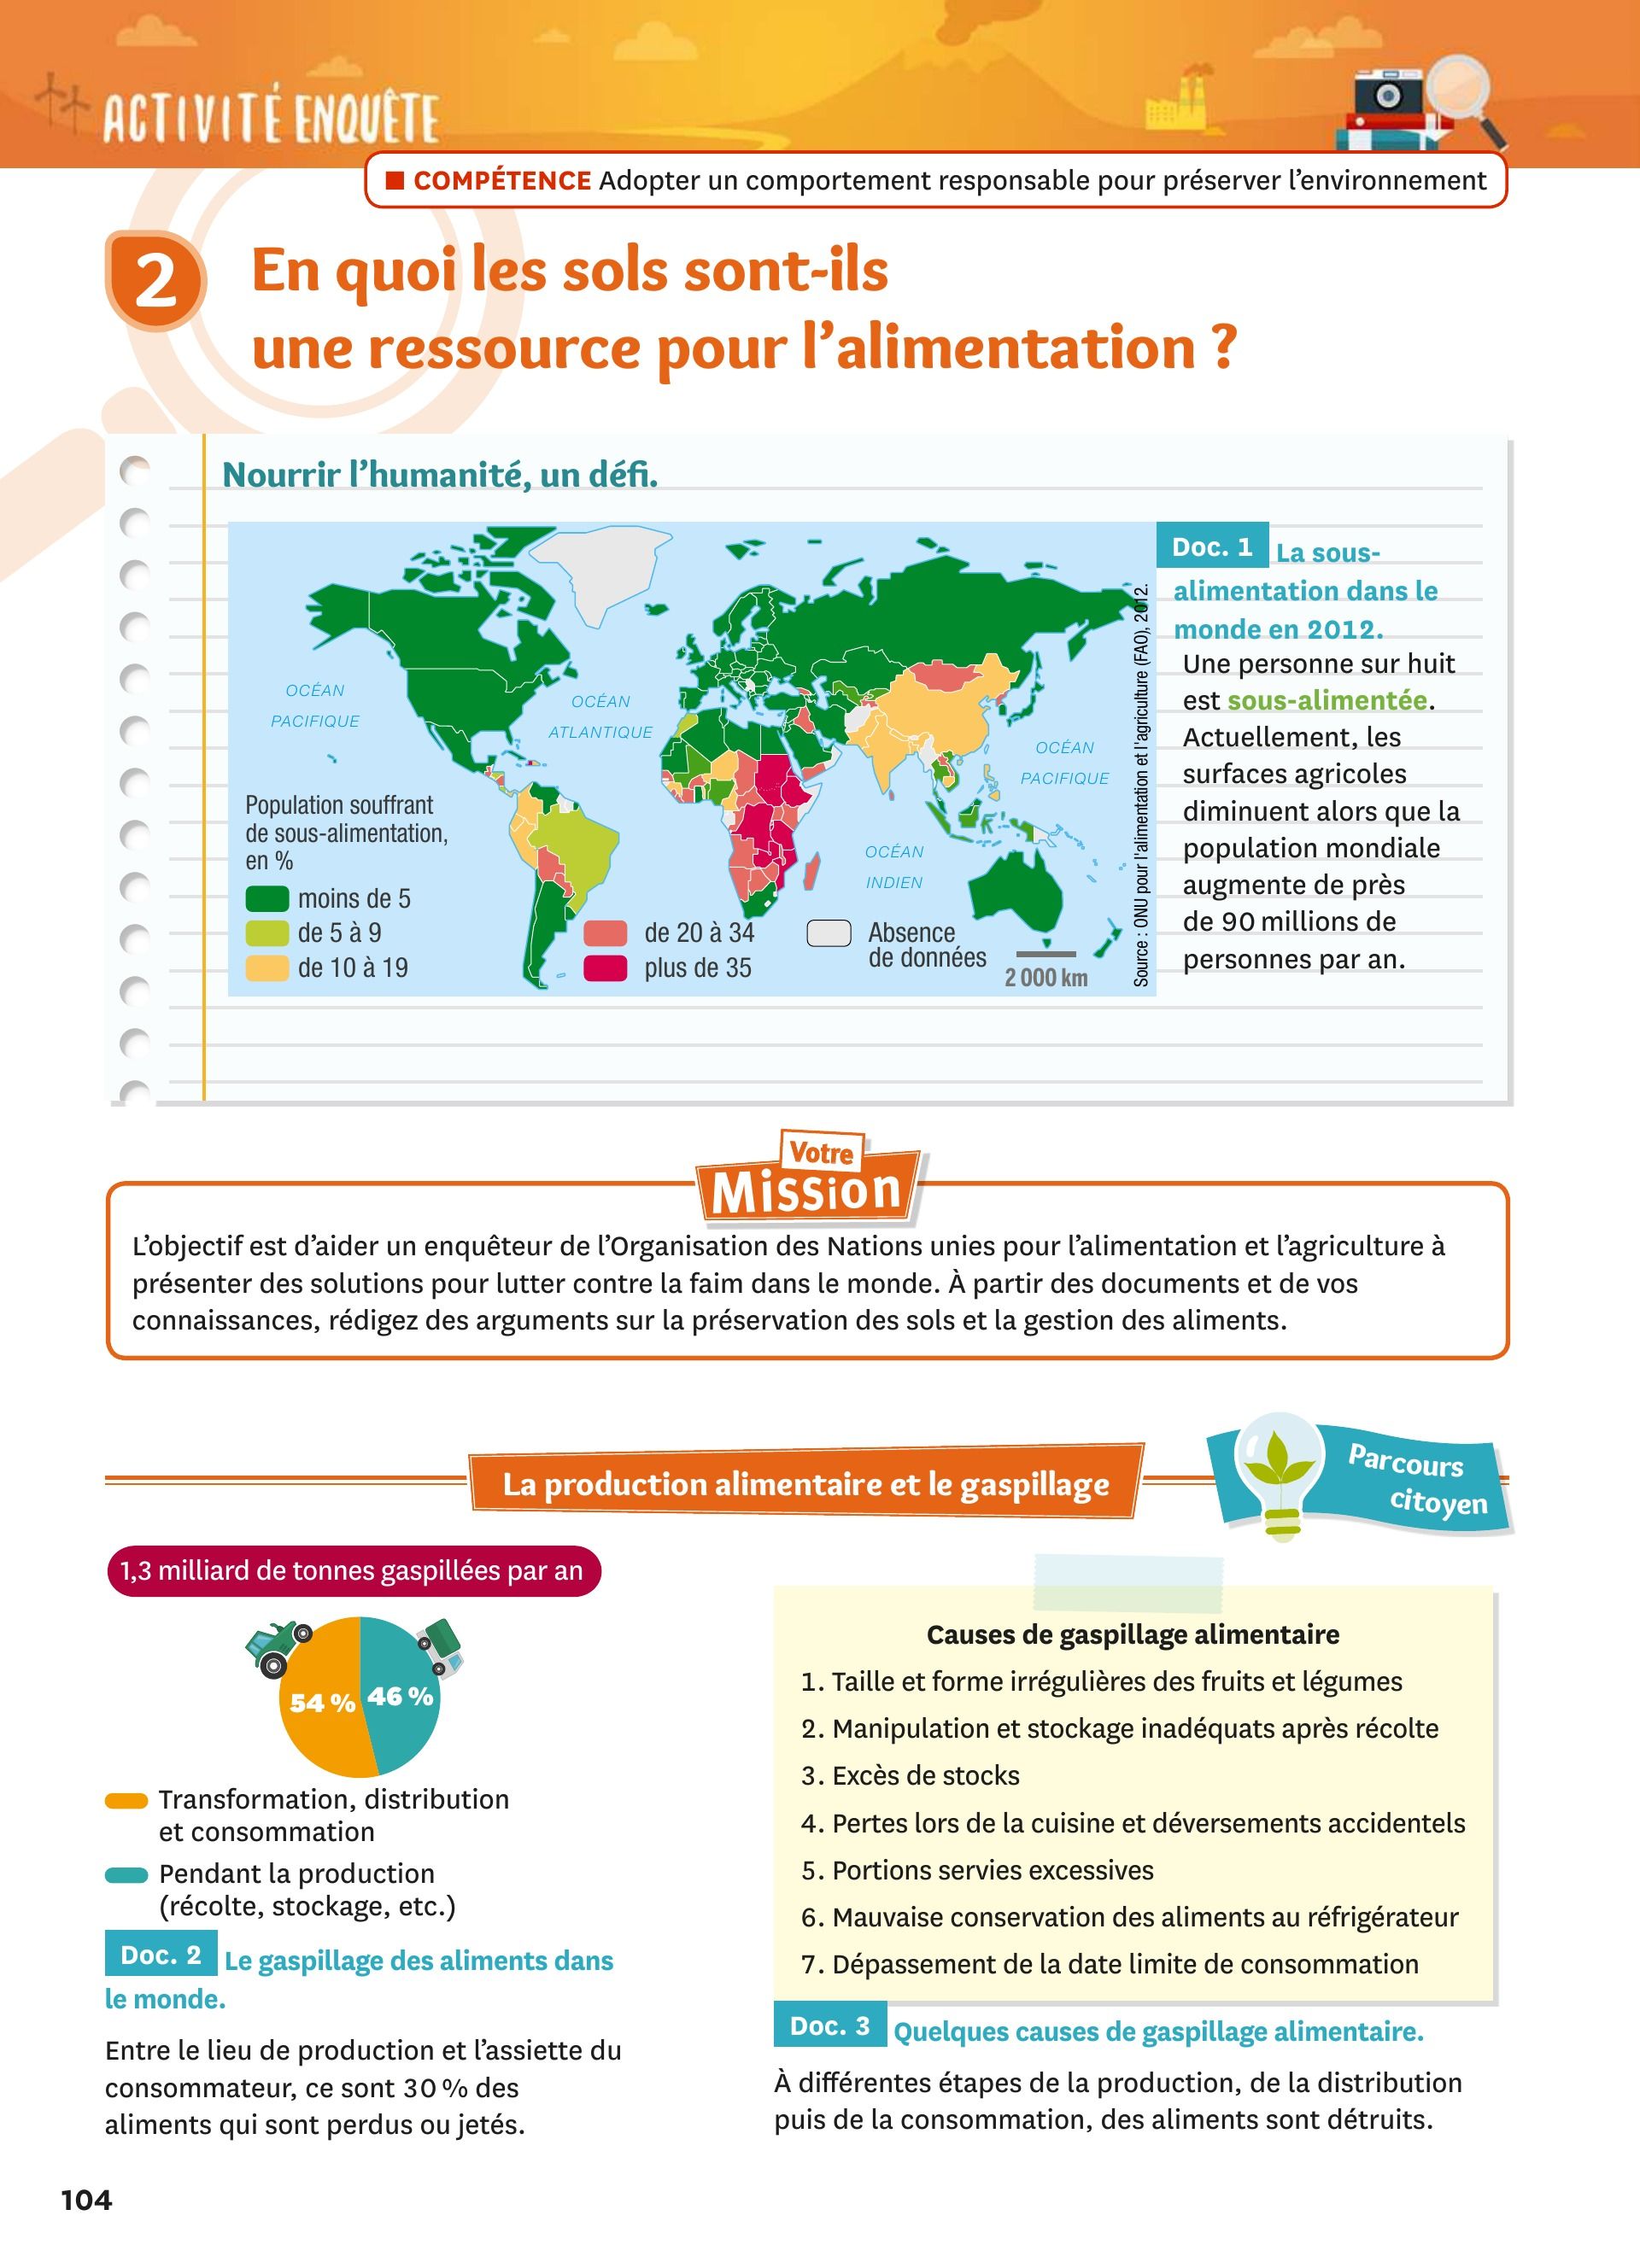 ACTIVITÉ ENQUÊTE
■ COMPÉTENCE Adopter un comportement responsable pour préserver l’environnement
2
En quoi les sols sont-ils
une ressource pour l’alimentation ?
Nourrir l’humanité, un défi.
OCÉAN
PACIFIQUE
OCÉAN
ATLANTIQUE
OCÉAN
PACIFIQUE
OCÉAN
INDIEN
Population souffrant
de sous-alimentation,
en %
moins de 5
de 5 à 9
de 10 à 19
de 20 à 34
plus de 35
Absence
de données
2 000 km
Source : ONU pour l'alimentation et l'agriculture (FAO), 2012.
Doc. 1 La sous-
alimentation dans le
monde en 2012.
Une personne sur huit
est sous-alimentée.
Actuellement, les
surfaces agricoles
diminuent alors que la
population mondiale
augmente de près
de 90 millions de
personnes par an.
Votre
Mission
L’objectif est d’aider un enquêteur de l’Organisation des Nations unies pour l’alimentation et l’agriculture à
présenter des solutions pour lutter contre la faim dans le monde. À partir des documents et de vos
connaissances, rédigez des arguments sur la préservation des sols et la gestion des aliments.
La production alimentaire et le gaspillage
Parcours
citoyen
1,3 milliard de tonnes gaspillées par an
54 % 46 %
Transformation, distribution
et consommation
Pendant la production
(récolte, stockage, etc.)
Doc. 2 Le gaspillage des aliments dans
le monde.
Entre le lieu de production et l’assiette du
consommateur, ce sont 30 % des
aliments qui sont perdus ou jetés.
Causes de gaspillage alimentaire
1. Taille et forme irrégulières des fruits et légumes
2. Manipulation et stockage inadéquats après récolte
3. Excès de stocks
4. Pertes lors de la cuisine et déversements accidentels
5. Portions servies excessives
6. Mauvaise conservation des aliments au réfrigérateur
7. Dépassement de la date limite de consommation
Doc. 3 Quelques causes de gaspillage alimentaire.
À différentes étapes de la production, de la distribution
puis de la consommation, des aliments sont détruits.
104